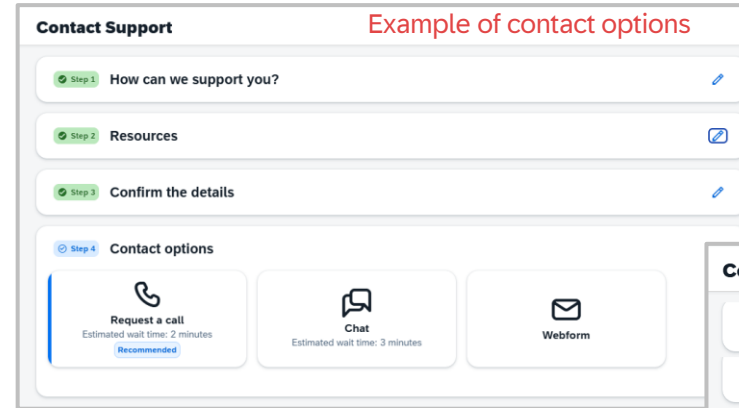 Contact Support
Example of contact options
Step 1 How can we support you?
Step 2 Resources
Step 3 Confirm the details
Step 4 Contact options
Request a call
Estimated wait time: 2 minutes
Recommended
Chat
Estimated wait time: 3 minutes
Webform